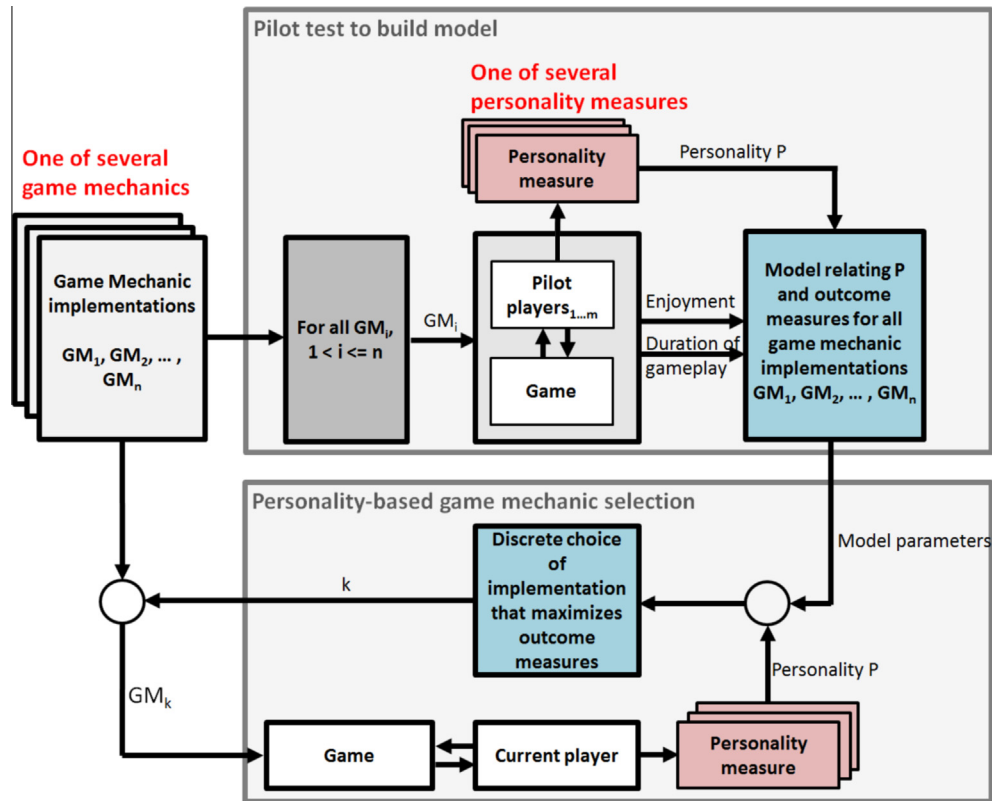 Pilot test to build model
One of several
personality measures
One of several
game mechanics
Personality
measure
Personality P
Game Mechanic
implementations
GM₁, GM₂, ... ,
GMₙ
For all GMᵢ,
1 < i <= n
GMᵢ
Pilot
players₁...ₘ
Game
Enjoyment
Duration of
gameplay
Model relating P
and outcome
measures for all
game mechanic
implementations
GM₁, GM₂, ... , GMₙ
Personality-based game mechanic selection
Model parameters
Discrete choice
of
implementation
that maximizes
outcome
measures
k
Personality P
GMₖ
Game
Current player
Personality
measure